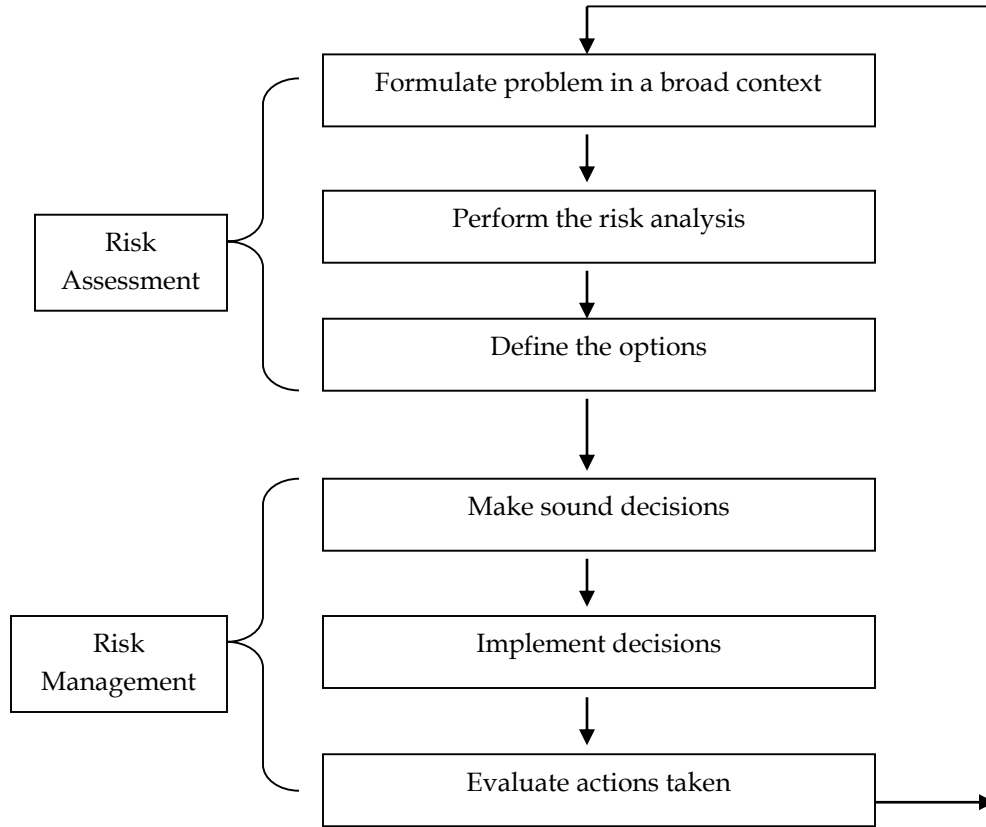 Formulate problem in a broad context
Perform the risk analysis
Risk
Assessment
Define the options
Make sound decisions
Implement decisions
Risk
Management
Evaluate actions taken